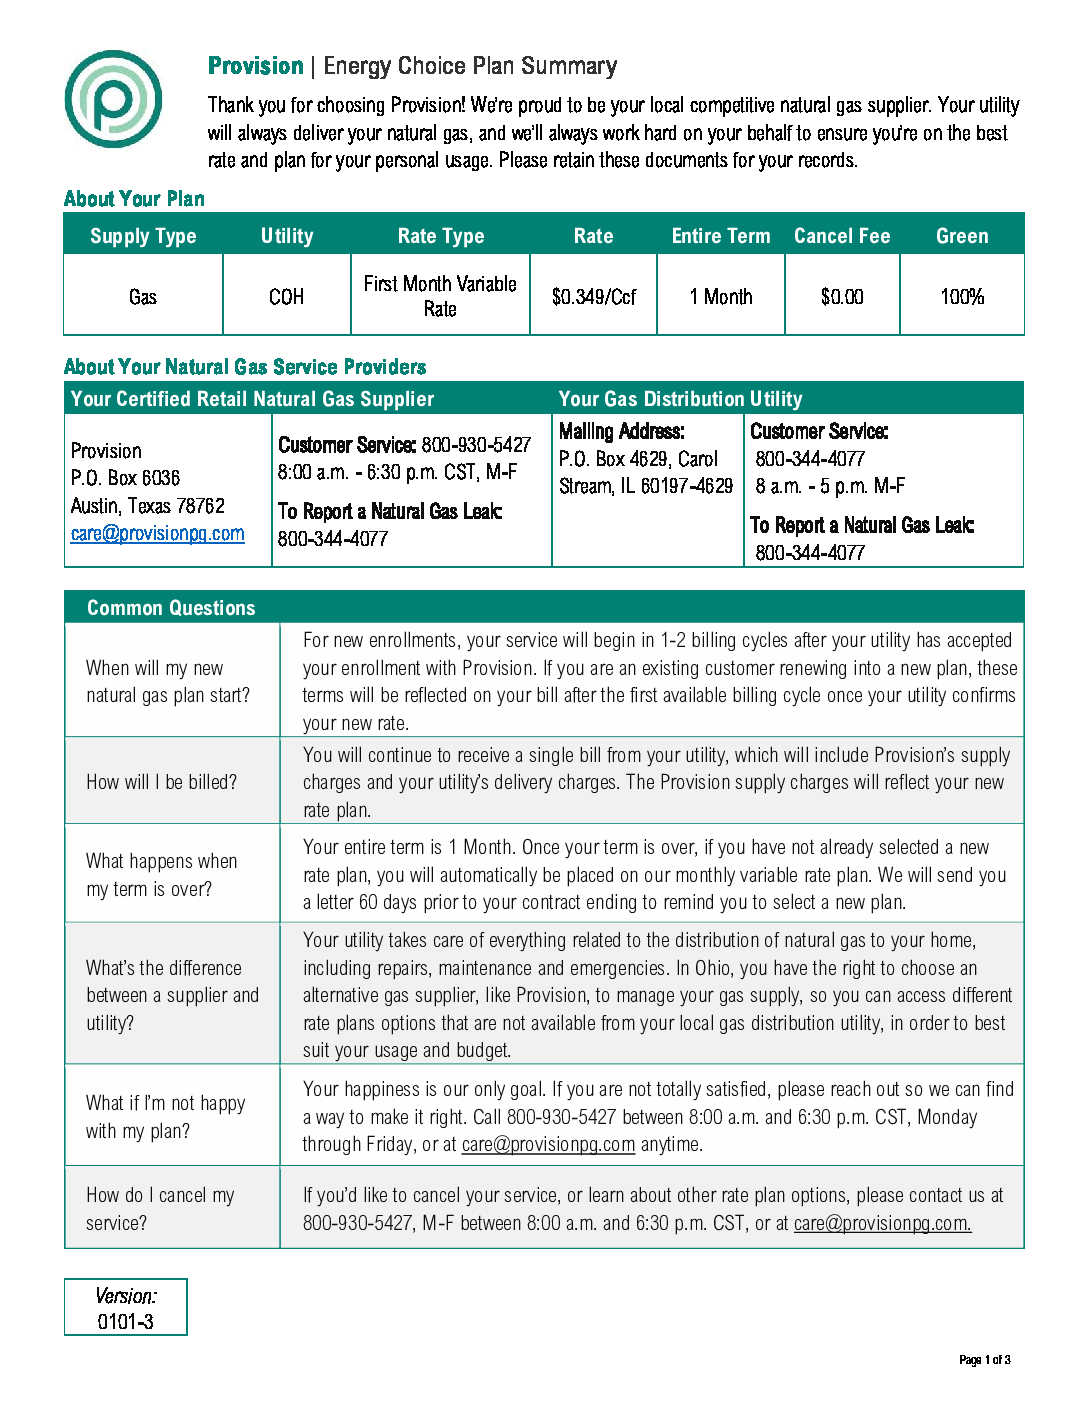 Provision | Energy Choice Plan Summary
Thank you for choosing Provision! We're proud to be your local competitive natural gas supplier. Your utility
will always deliver your natural gas, and we'll always work hard on your behalf to ensure you're on the best
rate and plan for your personal usage. Please retain these documents for your records.
About Your Plan
Supply Type Utility Rate Type Rate Entire Term Cancel Fee Green
Gas COH First Month Variable Rate $0.349/Ccf 1 Month $0.00 100%
About Your Natural Gas Service Providers
Your Certified Retail Natural Gas Supplier Your Gas Distribution Utility
Provision
P.O. Box 6036
Austin, Texas 78762
care@provisionpg.com
Customer Service: 800-930-5427
8:00 a.m. - 6:30 p.m. CST, M-F
To Report a Natural Gas Leak:
800-344-4077
Mailing Address:
P.O. Box 4629, Carol
Stream, IL 60197-4629
Customer Service:
800-344-4077
8 a.m. - 5 p.m. M-F
To Report a Natural Gas Leak:
800-344-4077
Common Questions
When will my new
natural gas plan start?
For new enrollments, your service will begin in 1-2 billing cycles after your utility has accepted
your enrollment with Provision. If you are an existing customer renewing into a new plan, these
terms will be reflected on your bill after the first available billing cycle once your utility confirms
your new rate.
How will I be billed?
You will continue to receive a single bill from your utility, which will include Provision's supply
charges and your utility's delivery charges. The Provision supply charges will reflect your new
rate plan.
What happens when
my term is over?
Your entire term is 1 Month. Once your term is over, if you have not already selected a new
rate plan, you will automatically be placed on our monthly variable rate plan. We will send you
a letter 60 days prior to your contract ending to remind you to select a new plan.
What's the difference
between a supplier and
utility?
Your utility takes care of everything related to the distribution of natural gas to your home,
including repairs, maintenance and emergencies. In Ohio, you have the right to choose an
alternative gas supplier, like Provision, to manage your gas supply, so you can access different
rate plans options that are not available from your local gas distribution utility, in order to best
suit your usage and budget.
What if I'm not happy
with my plan?
Your happiness is our only goal. If you are not totally satisfied, please reach out so we can find
a way to make it right. Call 800-930-5427 between 8:00 a.m. and 6:30 p.m. CST, Monday
through Friday, or at care@provisionpg.com anytime.
How do I cancel my
service?
If you'd like to cancel your service, or learn about other rate plan options, please contact us at
800-930-5427, M-F between 8:00 a.m. and 6:30 p.m. CST, or at care@provisionpg.com.
Version:
0101-3
Page 1 of 3